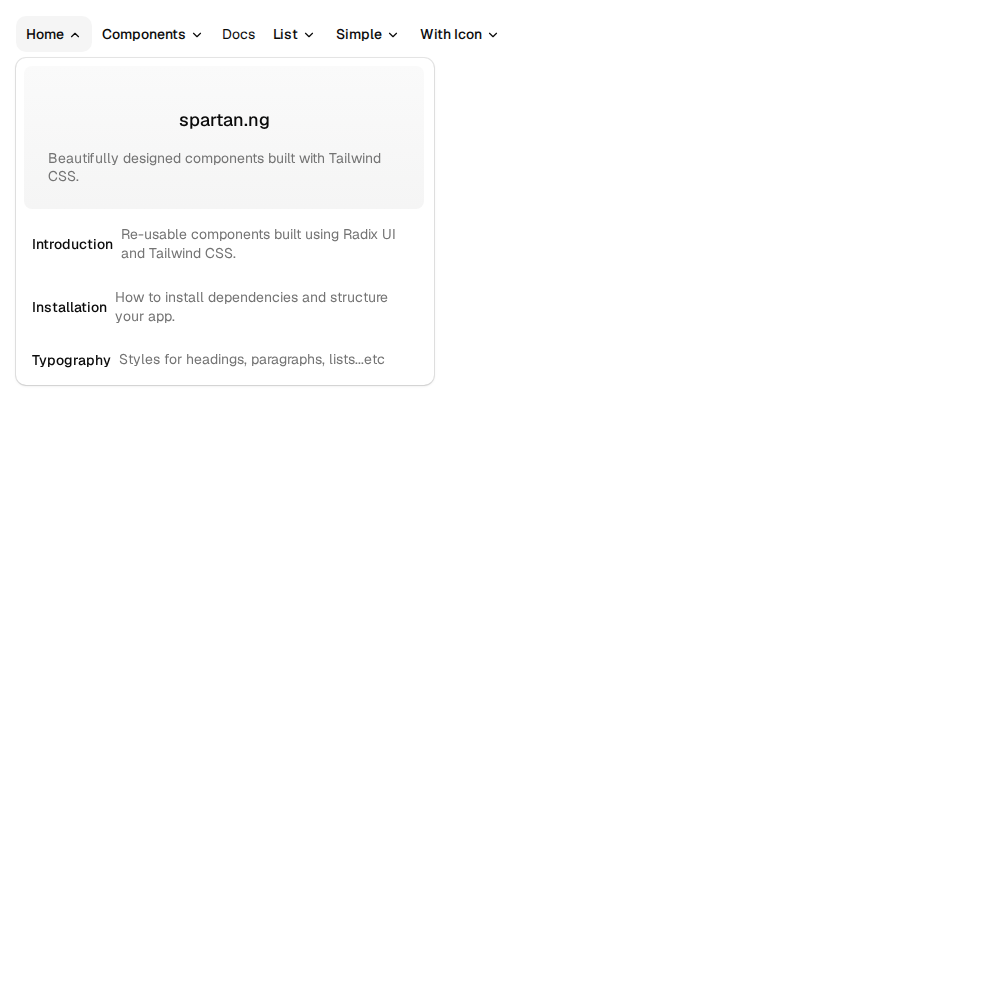 Home Components Docs List Simple With Icon
spartan.ng
Beautifully designed components built with Tailwind
CSS.
Introduction Re-usable components built using Radix UI
and Tailwind CSS.
Installation How to install dependencies and structure
your app.
Typography Styles for headings, paragraphs, lists...etc